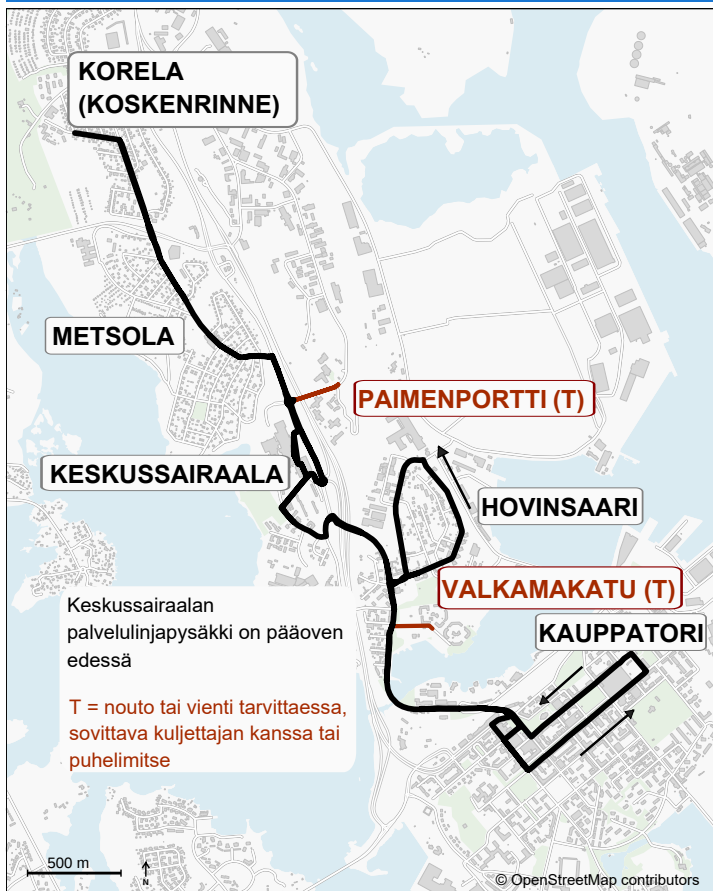 KORELA
(KOSKENRINNE)
METSOLA
PAIMENPORTTI (T)
KESKUSSAIRAALA
HOVINSAARI
VALKAMAKATU (T)
KAUPPATORI
Keskussairaalan
palvelulinjapysäkki on pääoven
edessä
T = nouto tai vienti tarvittaessa,
sovittava kuljettajan kanssa tai
puhelimitse
500 m
N
© OpenStreetMap contributors